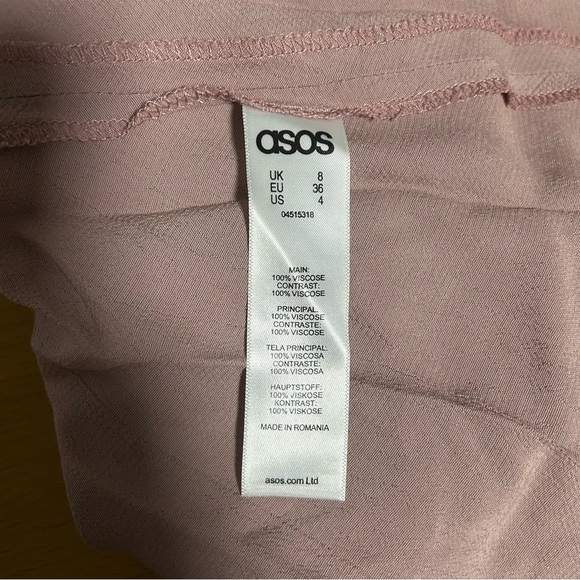 asos
UK 8
EU 36
US 4
04515318
MAIN:
100% VISCOSE
CONTRAST:
100% VISCOSE
PRINCIPAL:
100% VISCOSE
CONTRASTE:
100% VISCOSE
TELA PRINCIPAL:
100% VISCOSA
CONTRASTE:
100% VISCOSA
HAUPTSTOFF:
100% VISKOSE
KONTRAST:
100% VISKOSE
MADE IN ROMANIA
asos.com Ltd